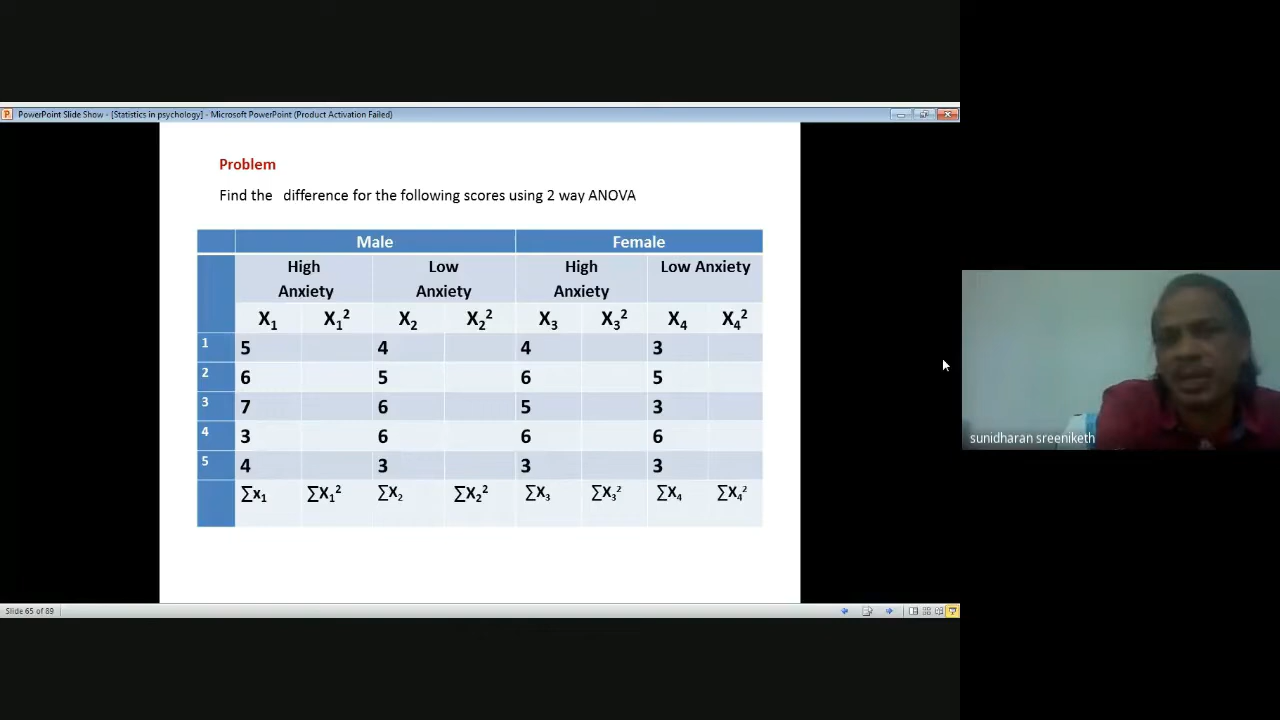 PowerPoint Slide Show - [Statistics in psychology] - Microsoft PowerPoint (Product Activation Failed)
Problem
Find the difference for the following scores using 2 way ANOVA
Male Female
High Anxiety Low Anxiety High Anxiety Low Anxiety
X₁ X₁² X₂ X₂² X₃ X₃² X₄ X₄²
1 5 4 4 3
2 6 5 6 5
3 7 6 5 3
4 3 6 6 6
5 4 3 3 3
∑x₁ ∑X₁² ∑X₂ ∑X₂² ∑X₃ ∑X₃² ∑X₄ ∑X₄²
sunidharan sreeniketh
Slide 65 of 89